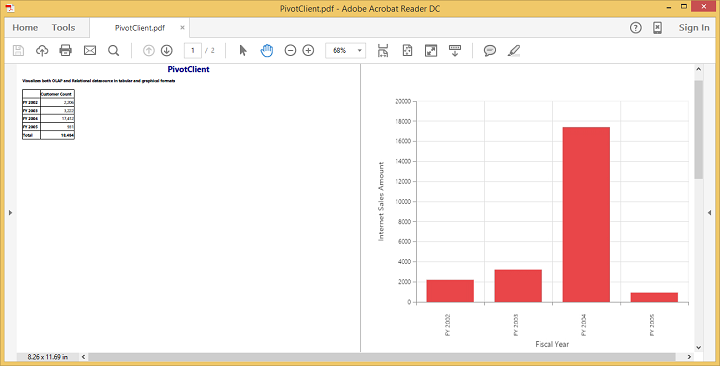 PivotClient.pdf - Adobe Acrobat Reader DC
Home Tools PivotClient.pdf × Sign In
1 / 2 68%
PivotClient
Visualizes both OLAP and Relational datasource in tabular and graphical formats
Customer Count
FY 2002 2,206
FY 2003 3,222
FY 2004 17,412
FY 2005
Total 18,484
20000
18000
16000
14000
12000
10000
8000
6000
4000
2000
0
Internet Sales Amount
FY 2002
FY 2003
FY 2004
FY 2005
Fiscal Year
8.26 x 11.69 in